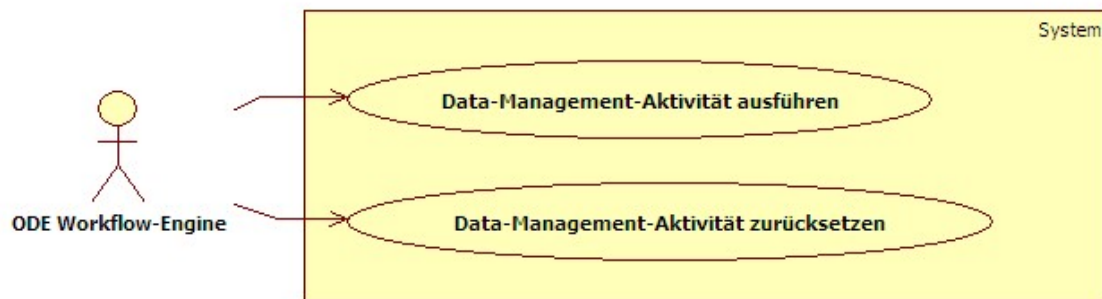 System
Data-Management-Aktivität ausführen
ODE Workflow-Engine
Data-Management-Aktivität zurücksetzen